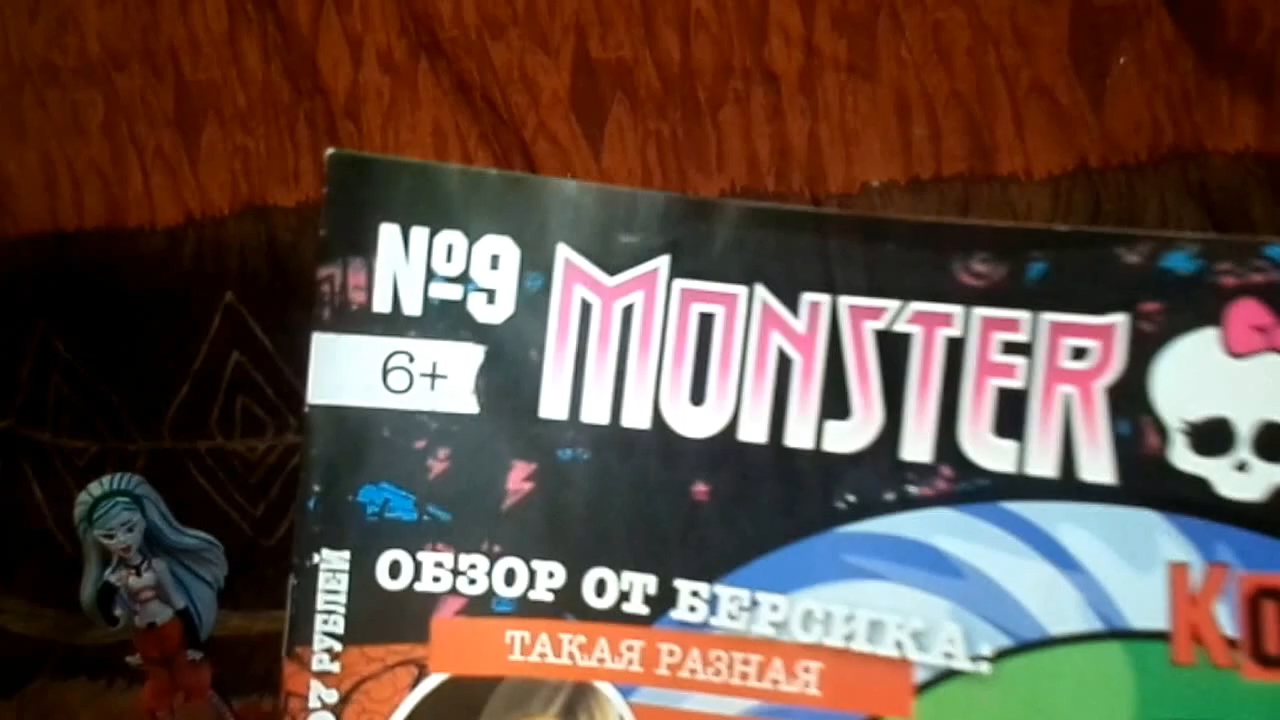 №9
MONSTER
6+
ОБЗОР ОТ БЕРСИКА:
ТАКАЯ РАЗНАЯ
РУБЛЕЙ